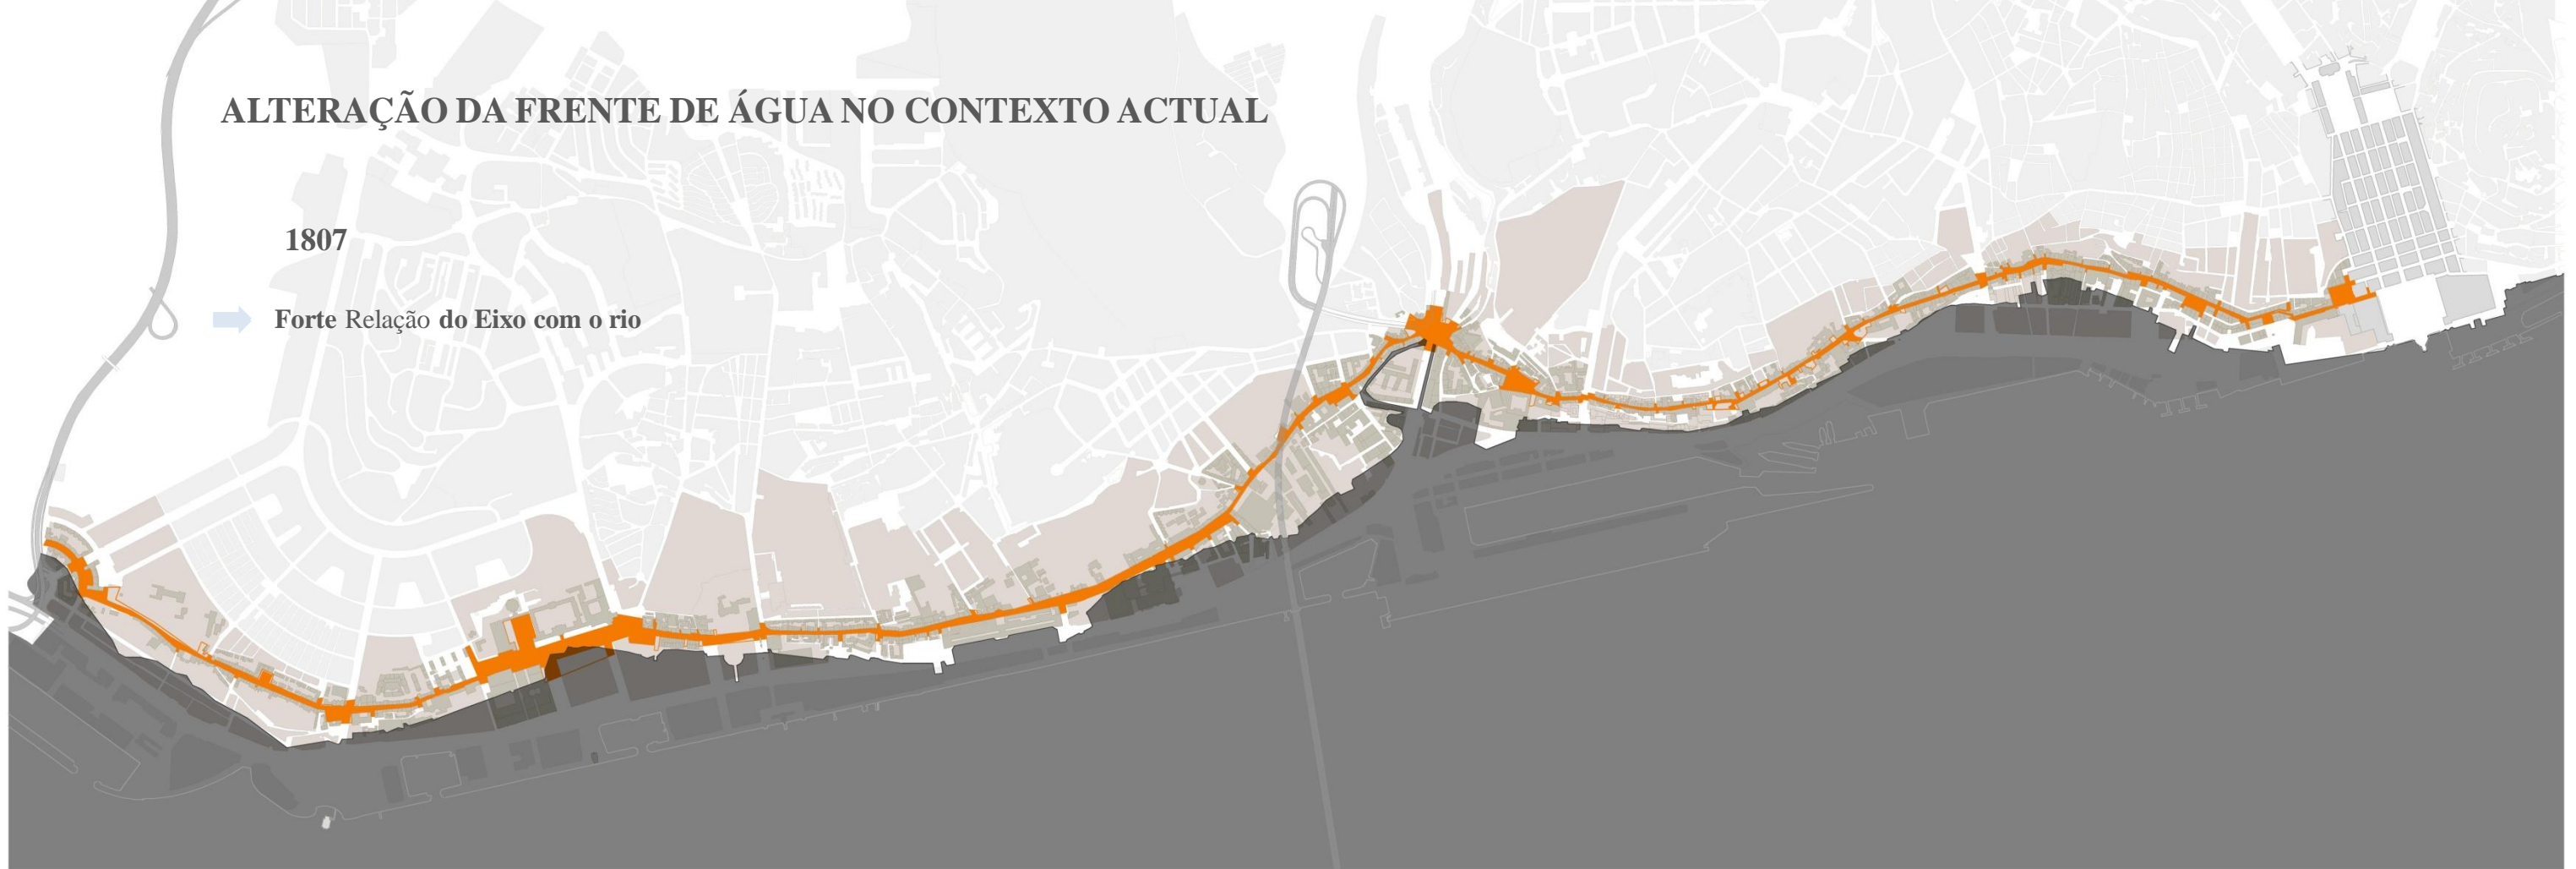 ALTERAÇÃO DA FRENTE DE ÁGUA NO CONTEXTO ACTUAL
1807
Forte Relação do Eixo com o rio